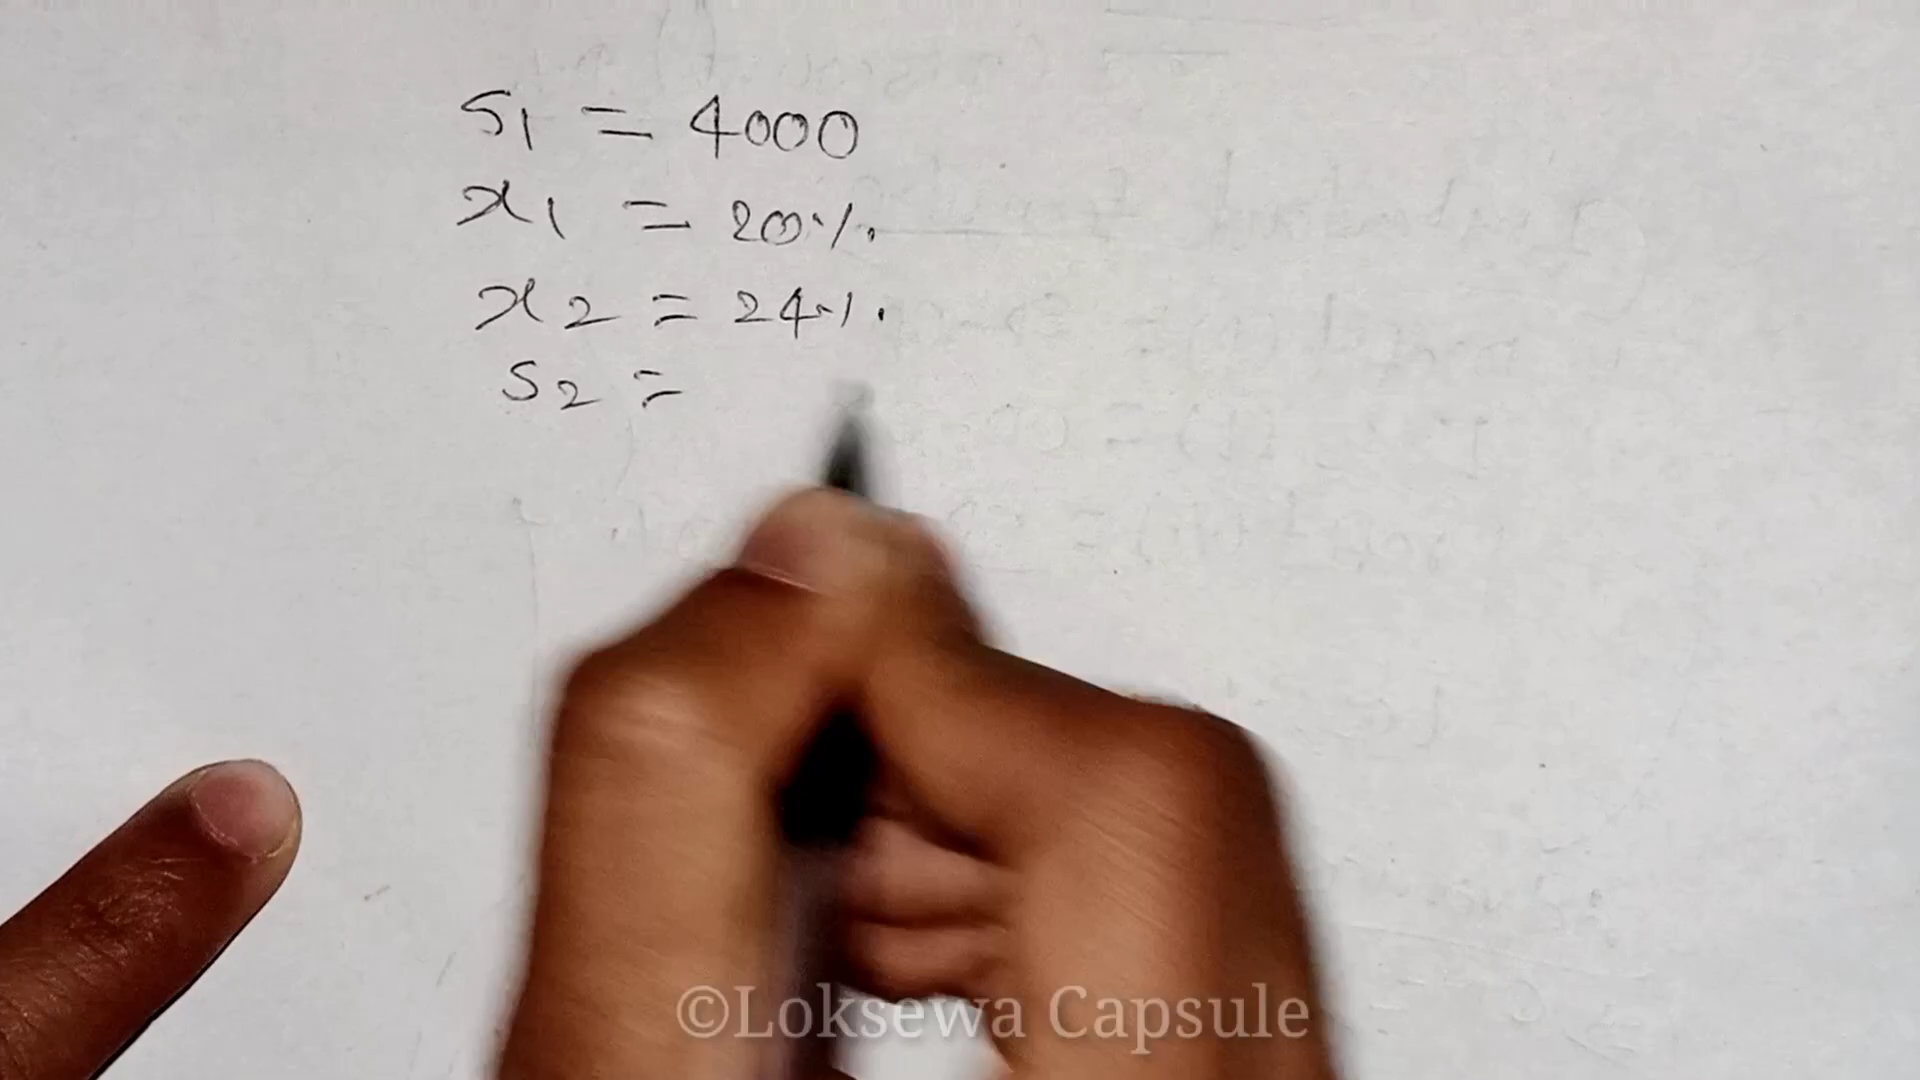 S1 = 4000
x1 = 20%.
x2 = 24%.
S2 =
©Loksewa Capsule